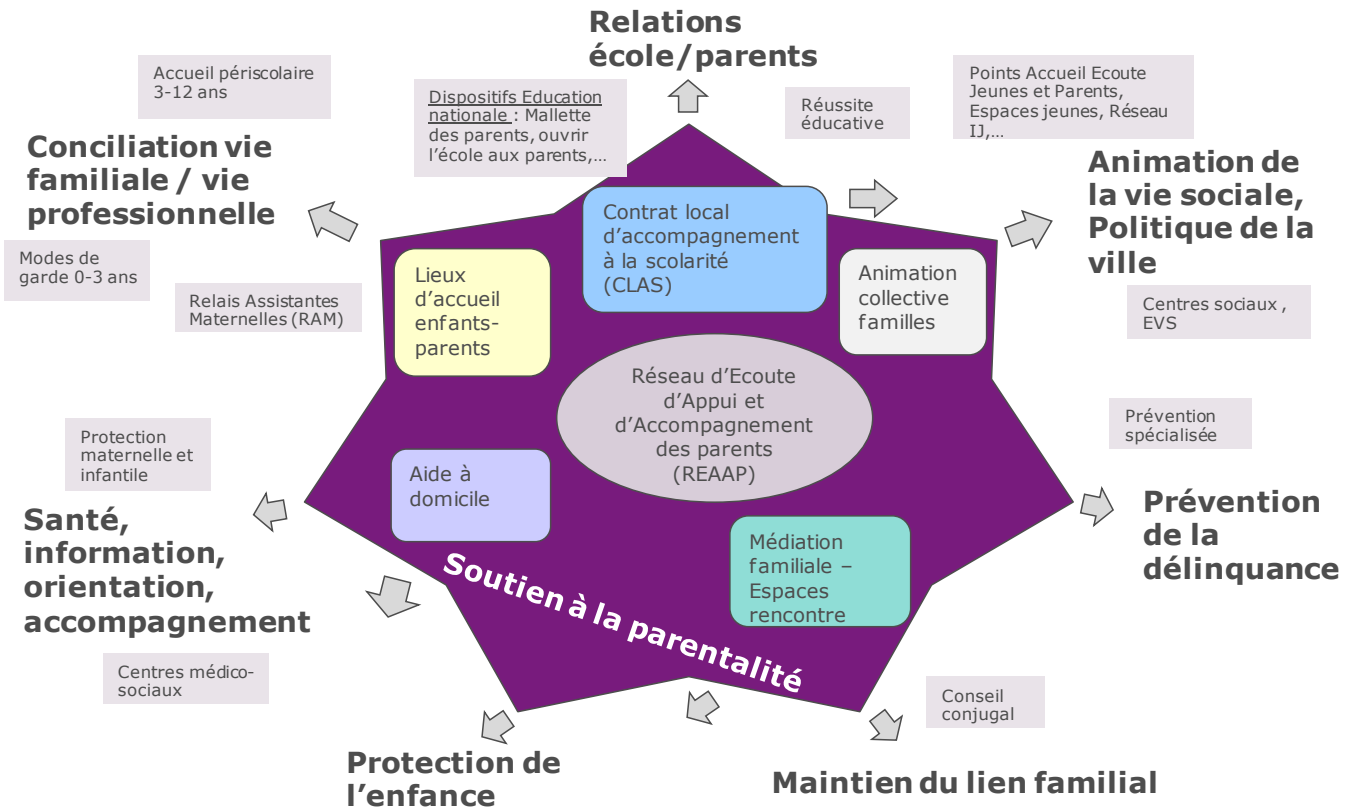 Relations
école/parents
Accueil périscolaire
3-12 ans
Dispositifs Education
nationale : Mallette
des parents, ouvrir
l’école aux parents,…
Réussite
éducative
Points Accueil Ecoute
Jeunes et Parents,
Espaces jeunes, Réseau
IJ,…
Conciliation vie
familiale / vie
professionnelle
Animation de
la vie sociale,
Politique de la
ville
Modes de
garde 0-3 ans
Relais Assistantes
Maternelles (RAM)
Lieux
d’accueil
enfants-
parents
Contrat local
d’accompagnement
à la scolarité
(CLAS)
Animation
collective
familles
Centres sociaux ,
EVS
Réseau d’Ecoute
d’Appui et
d’Accompagnement
des parents
(REAAP)
Protection
maternelle et
infantile
Prévention
spécialisée
Aide à
domicile
Santé,
information,
orientation,
accompagnement
Médiation
familiale –
Espaces
rencontre
Prévention
de la
délinquance
Soutien à la parentalité
Centres médico-
sociaux
Conseil
conjugal
Protection de
l’enfance
Maintien du lien familial